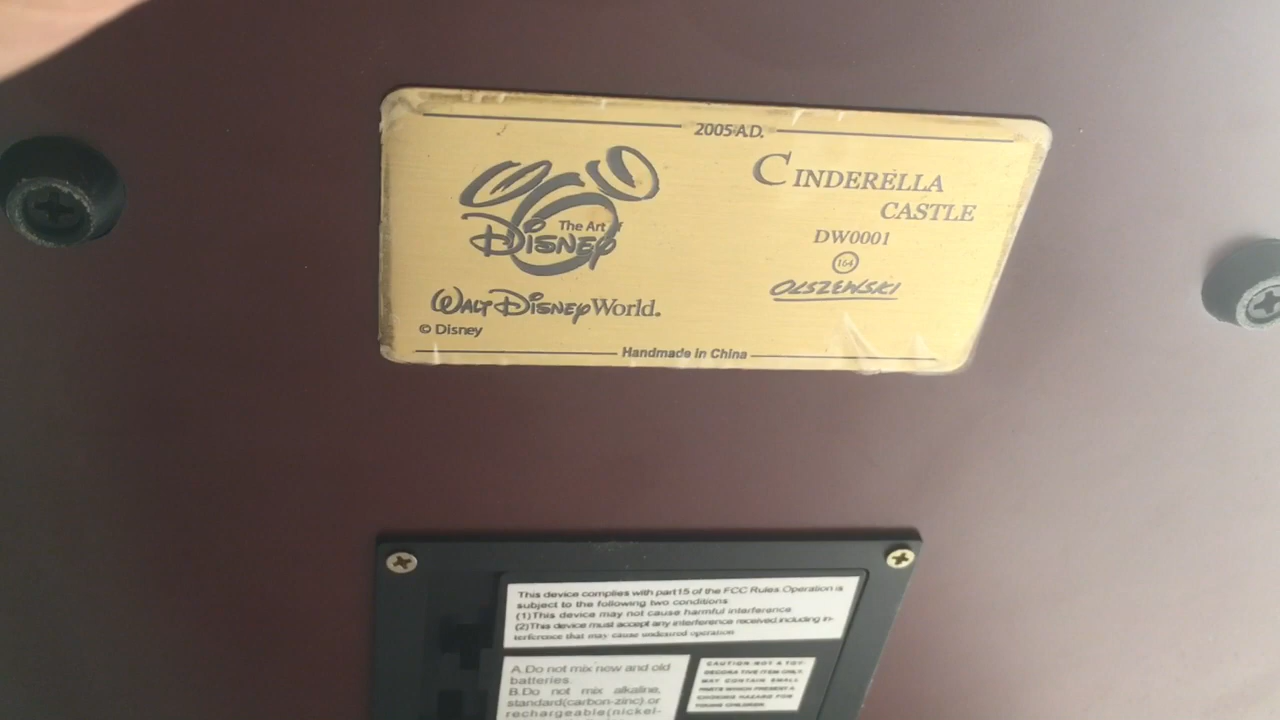 2005 A.D.
The Art of
Disney
Walt Disney World.
© Disney
CINDERELLA
CASTLE
DW0001
164
OLSZEWSKI
Handmade in China
This device complies with part15 of the FCC Rules.Operation is
subject to the following two conditions
(1)This device may not cause harmful interference
(2)This device must accept any interference received,including in-
terference that may cause undesired operation
A.Do not mix new and old
batteries.
B.Do not mix alkaline,
standard(carbon-zinc) or
rechargeable(nickel-
CAUTION-NOT A TOY-
DECORATIVE ITEM ONLY.
MAY CONTAIN SMALL
PARTS WHICH PRESENT A
CHOKING HAZARD FOR
YOUNG CHILDREN.